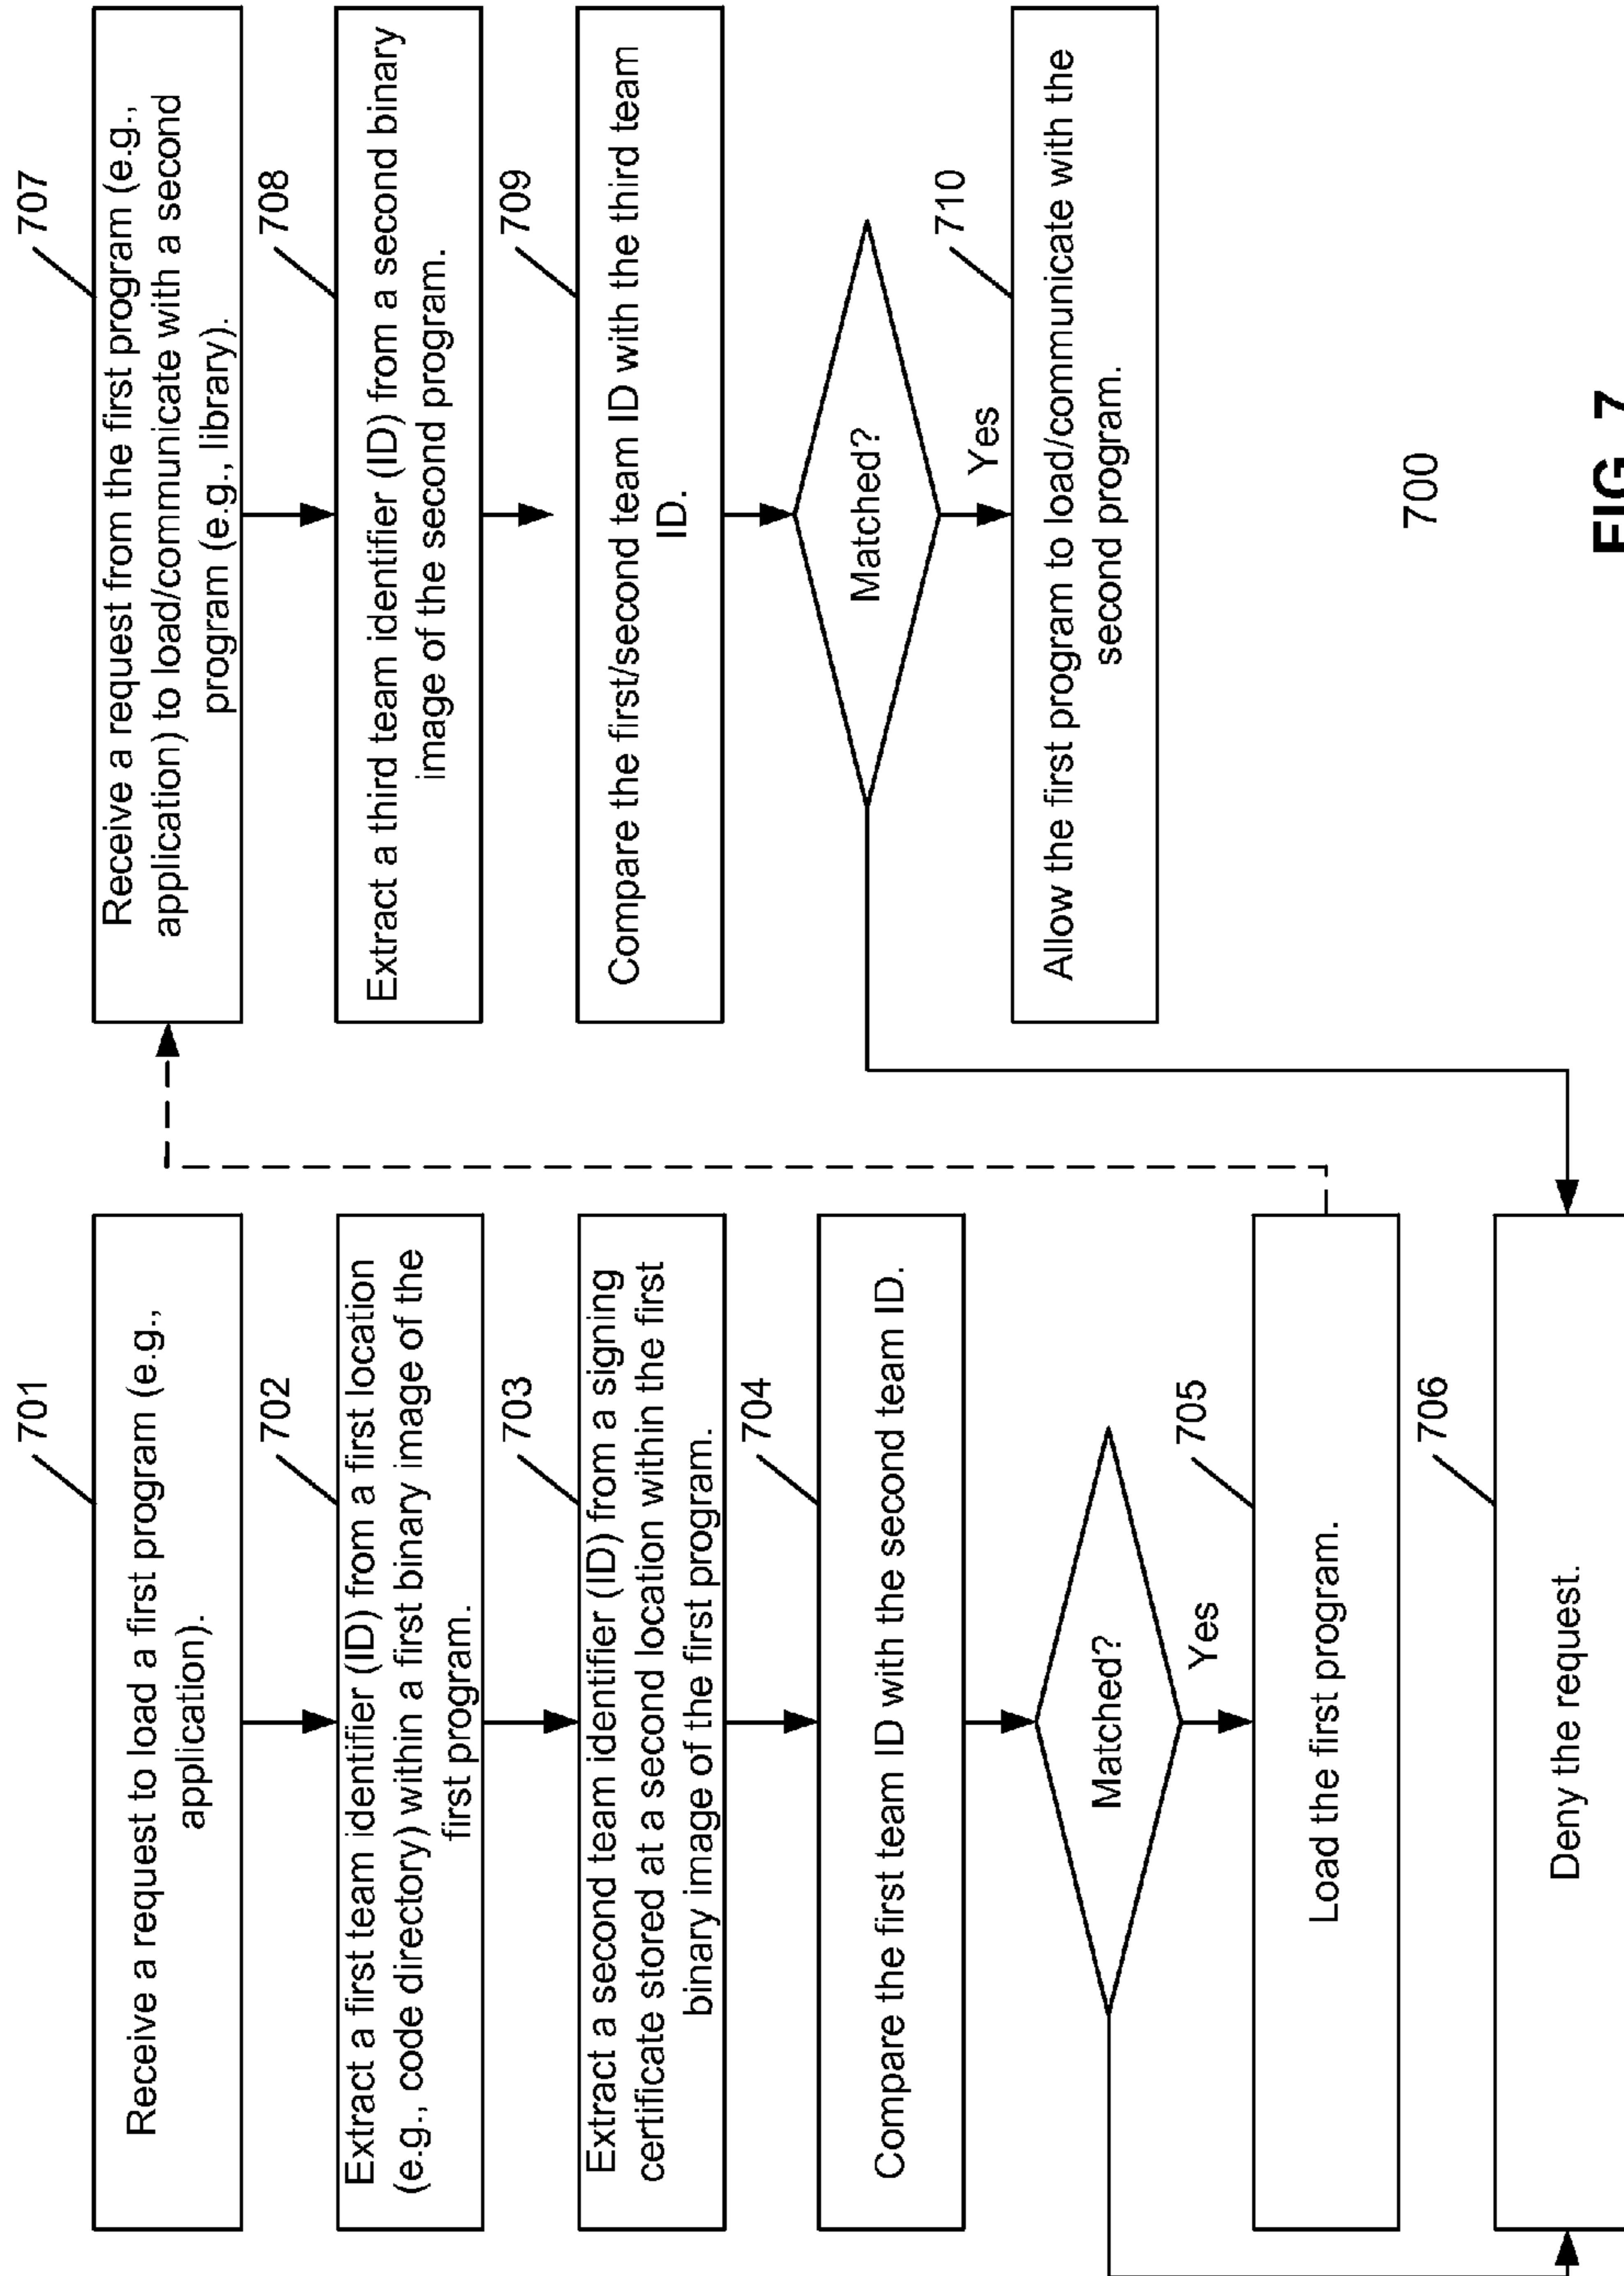 701
Receive a request to load a first program (e.g.,
application).
702
Extract a first team identifier (ID) from a first location
(e.g., code directory) within a first binary image of the
first program.
703
Extract a second team identifier (ID) from a signing
certificate stored at a second location within the first
binary image of the first program.
704
Compare the first team ID with the second team ID.
Matched?
Yes
705
Load the first program.
706
Deny the request.
707
Receive a request from the first program (e.g.,
application) to load/communicate with a second
program (e.g., library).
708
Extract a third team identifier (ID) from a second binary
image of the second program.
709
Compare the first/second team ID with the third team
ID.
Matched?
Yes
710
Allow the first program to load/communicate with the
second program.
700
FIG. 7